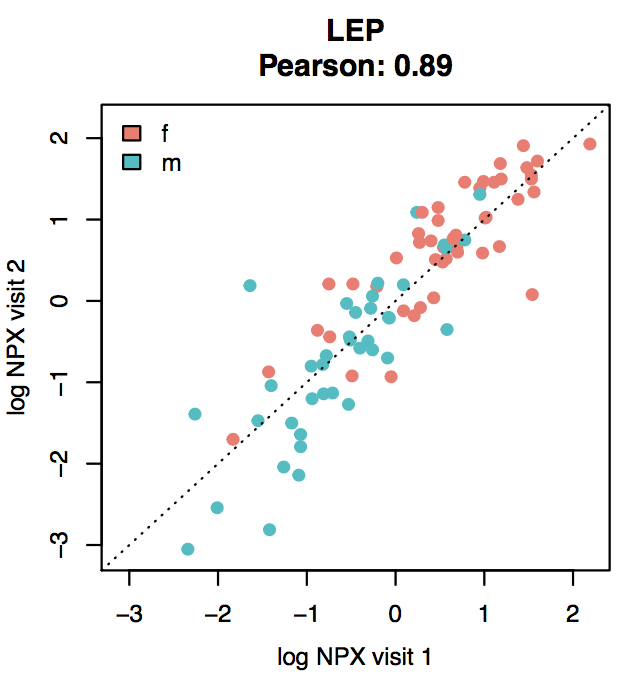 LEP
Pearson: 0.89
f
m
log NPX visit 2
2
1
0
−1
−2
−3
−3 −2 −1 0 1 2
log NPX visit 1